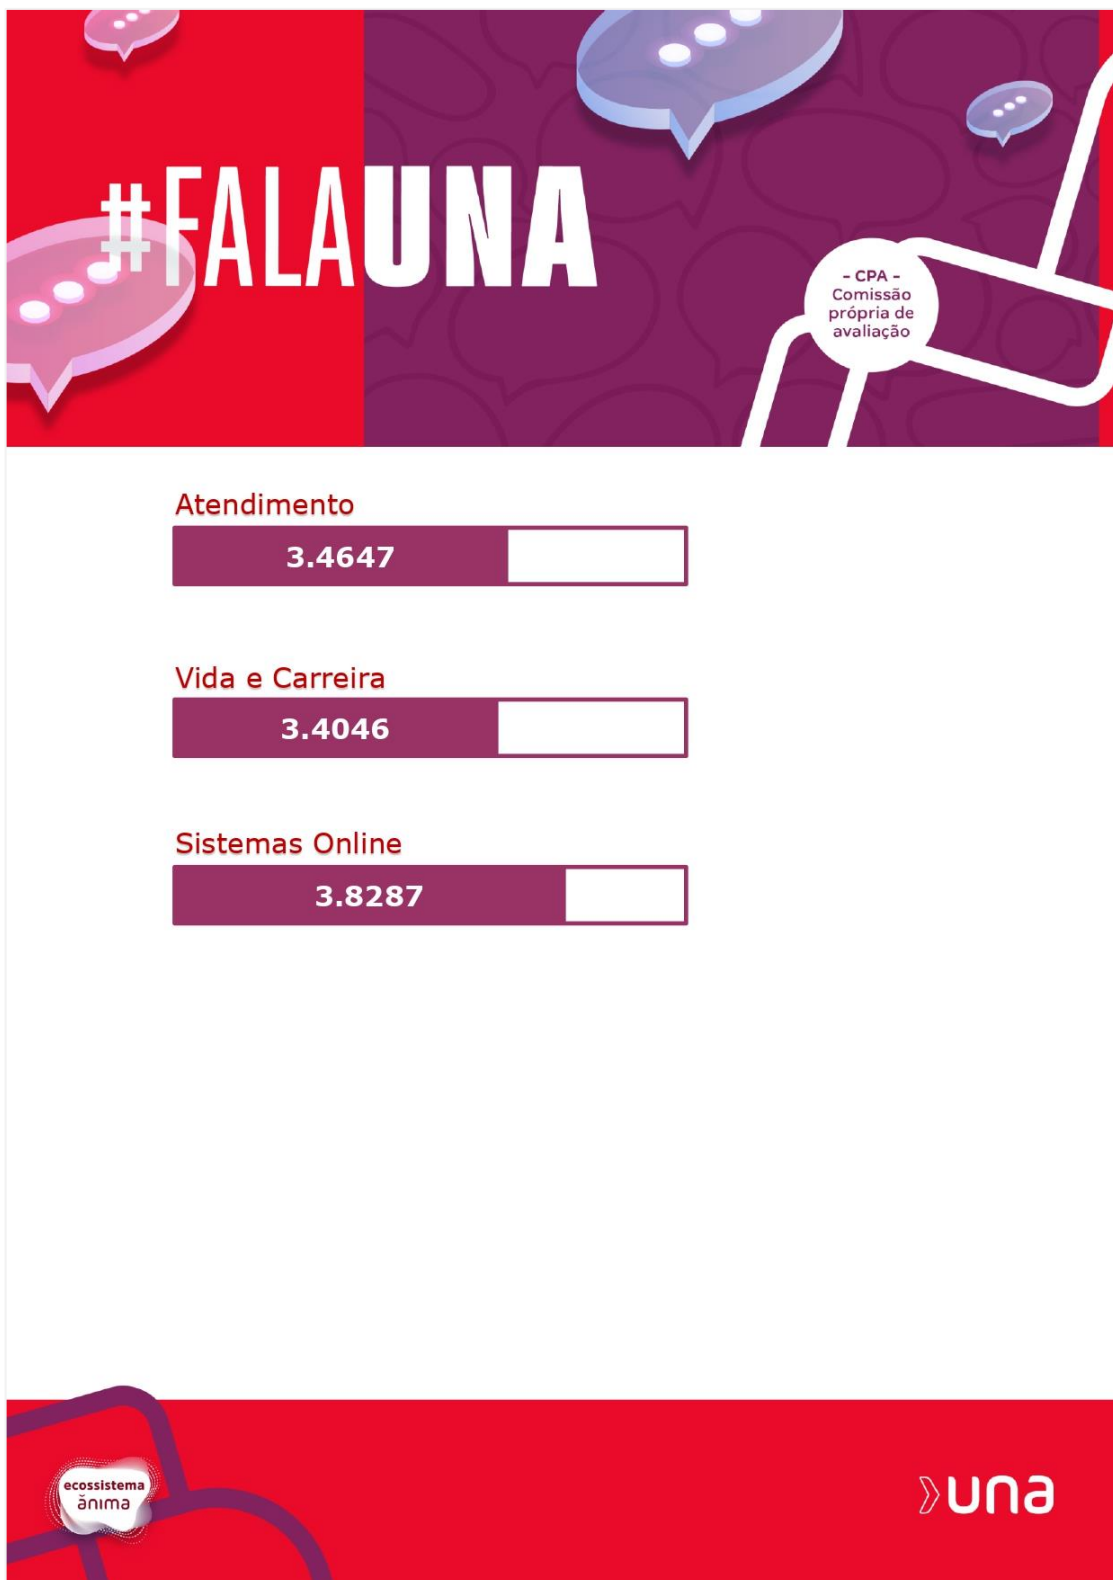 #FALAUNA
- CPA -
Comissão
própria de
avaliação
Atendimento
3.4647
Vida e Carreira
3.4046
Sistemas Online
3.8287
ecossistema
ănıma
una